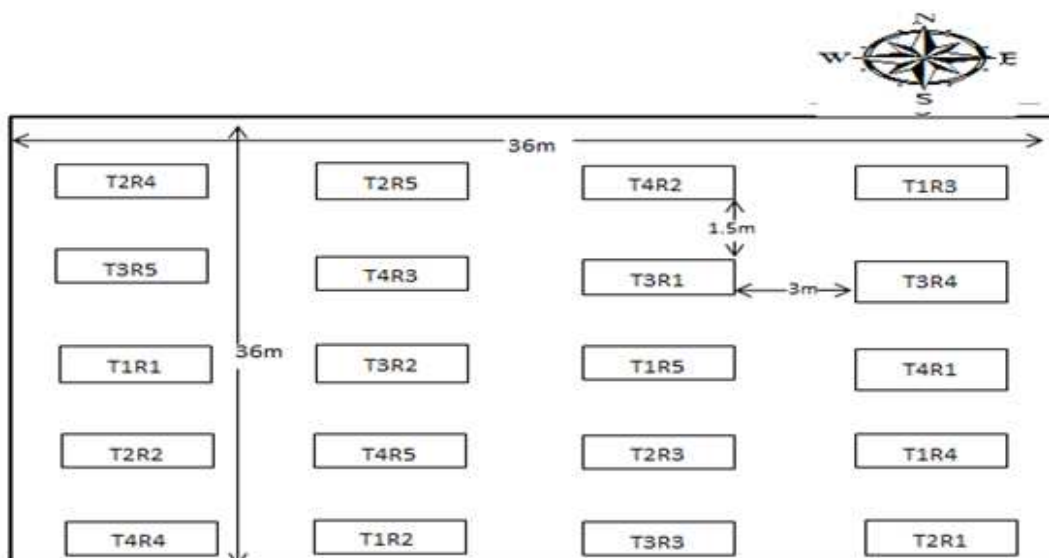 N
W E
S
36m
T2R4 T2R5 T4R2 T1R3
1.5m
T3R5 T4R3 T3R1 T3R4
3m
36m
T1R1 T3R2 T1R5 T4R1
T2R2 T4R5 T2R3 T1R4
T4R4 T1R2 T3R3 T2R1